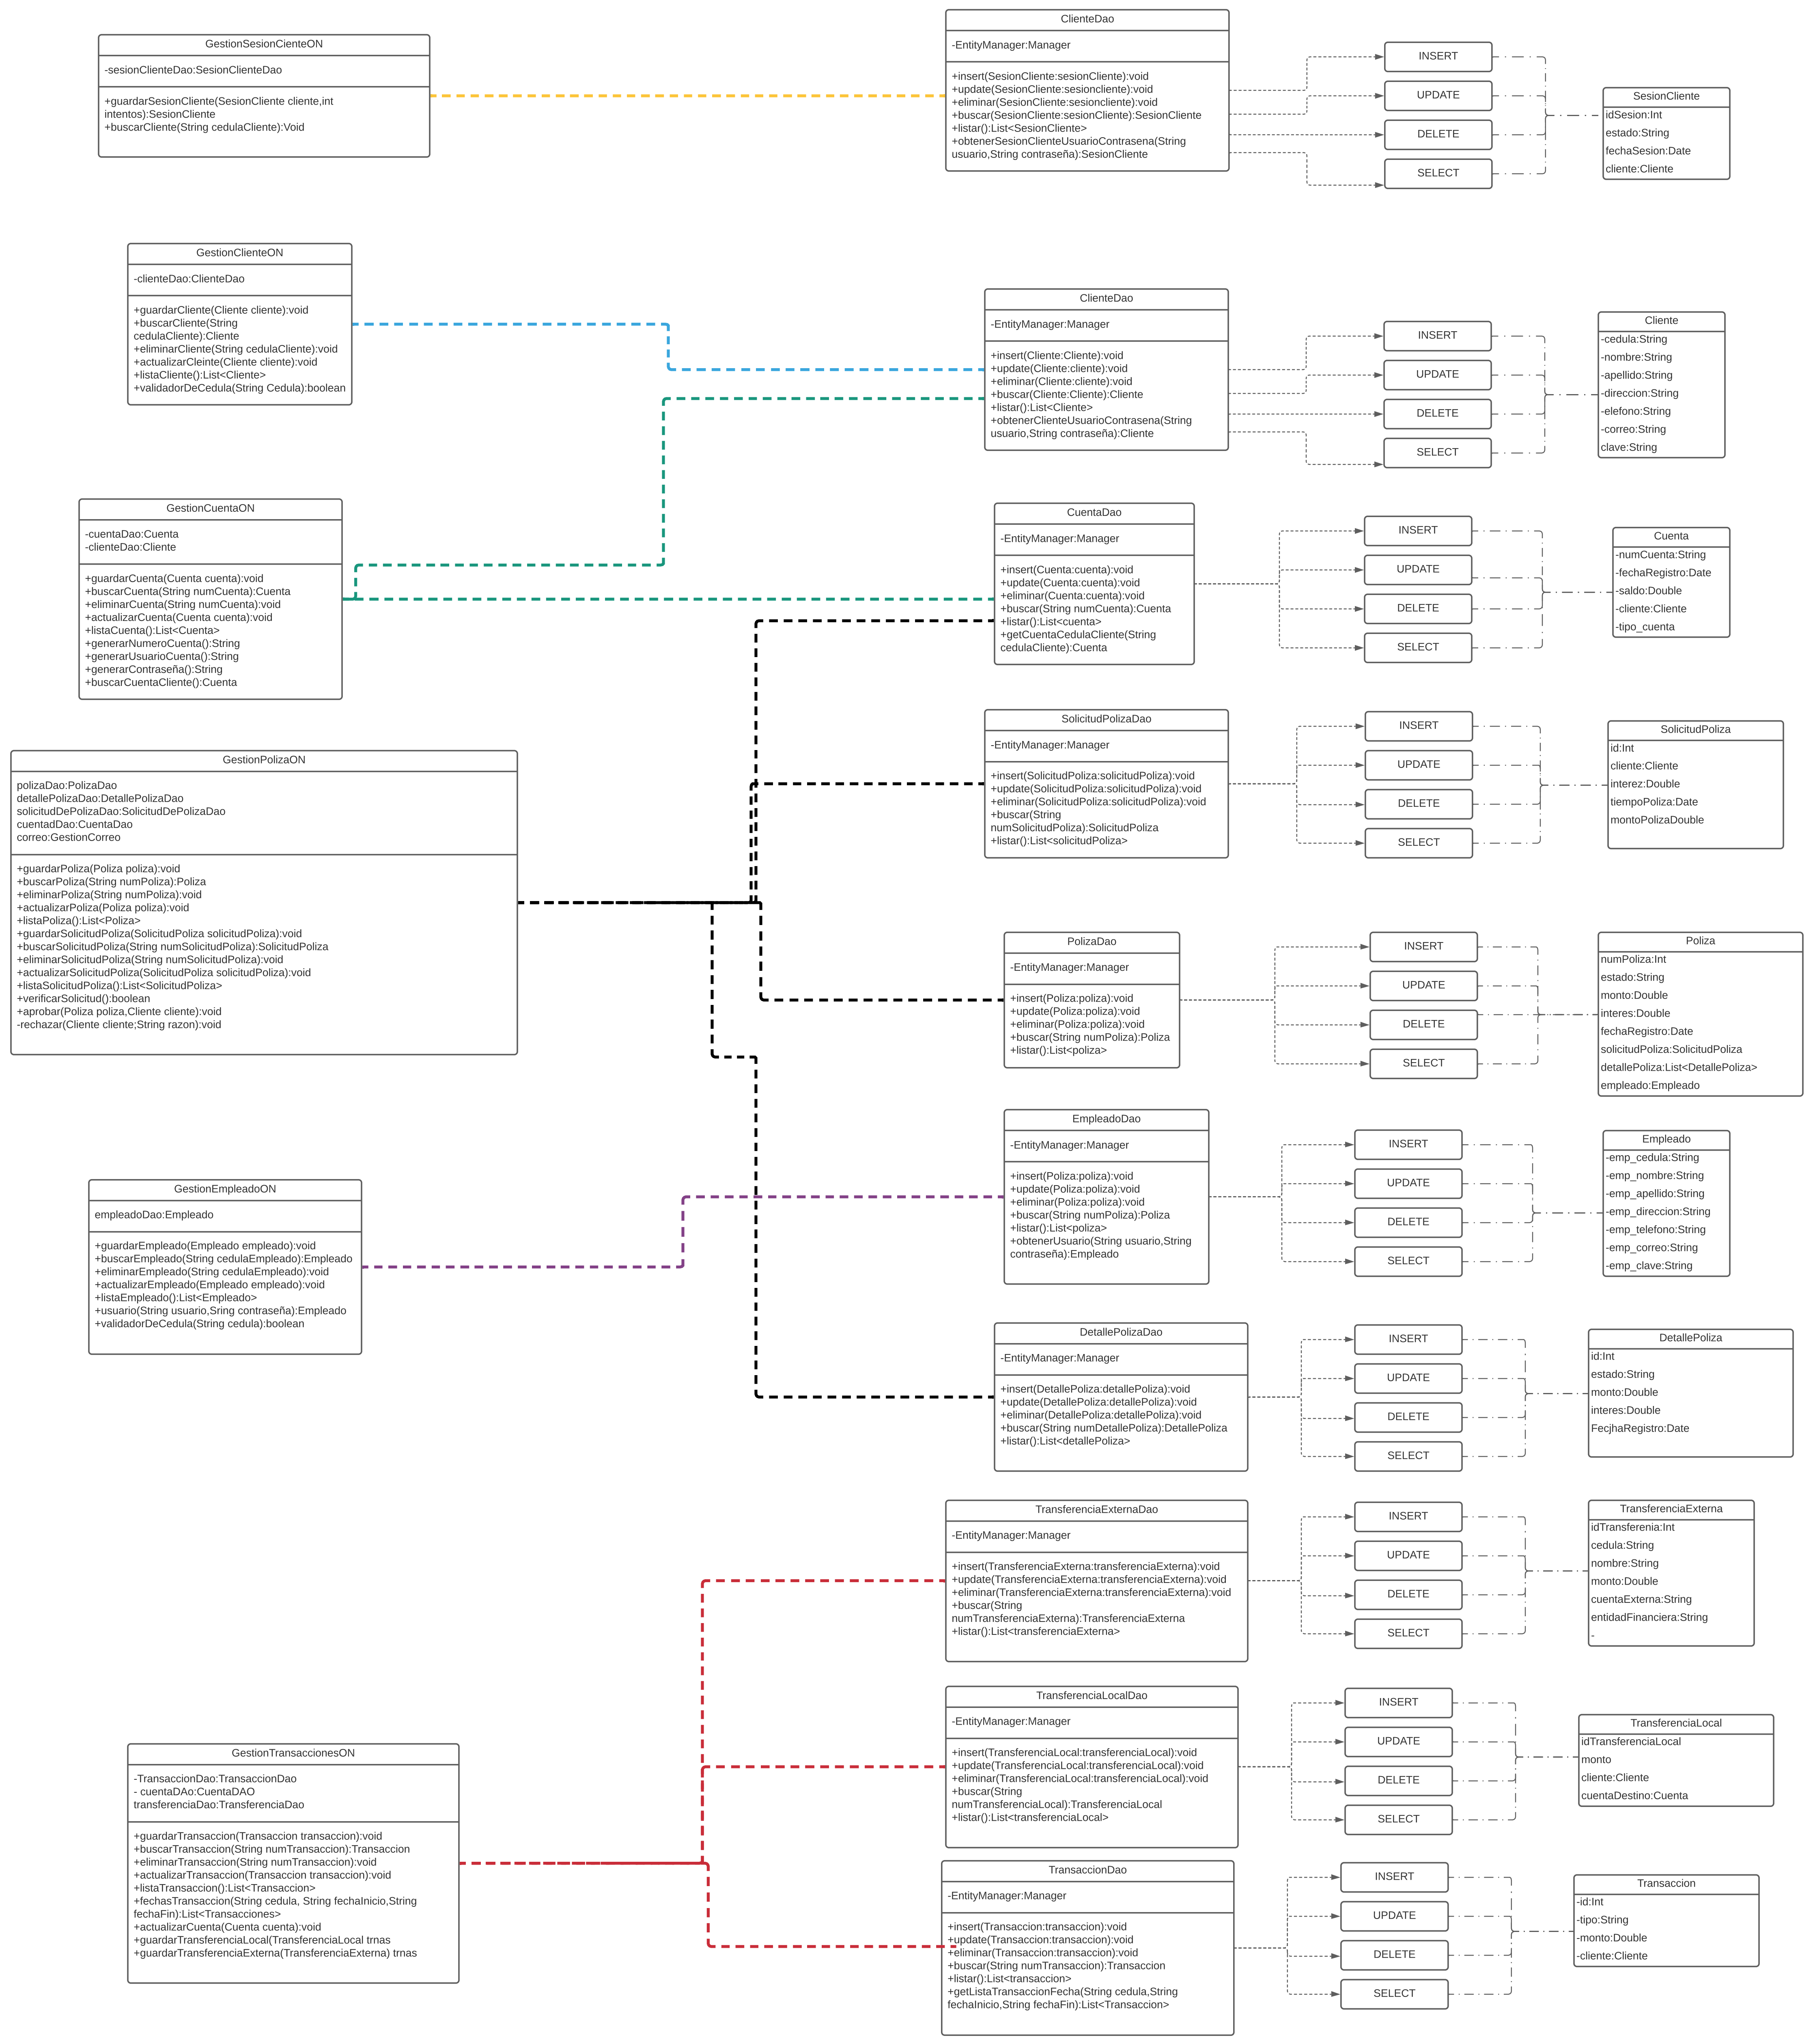 GestionSesionCienteON
-sesionClienteDao:SesionClienteDao
+guardarSesionCliente(SesionCliente cliente,int
intentos):SesionCliente
+buscarCliente(String cedulaCliente):Void
ClienteDao
-EntityManager:Manager
+insert(SesionCliente:sesionCliente):void
+update(SesionCliente:sesioncliente):void
+eliminar(SesionCliente:sesioncliente):void
+buscar(SesionCliente:sesionCliente):SesionCliente
+listar():List<SesionCliente>
+obtenerSesionClienteUsuarioContrasena(String
usuario,String contraseña):SesionCliente
INSERT
UPDATE
DELETE
SELECT
SesionCliente
idSesion:Int
estado:String
fechaSesion:Date
cliente:Cliente
GestionClienteON
-clienteDao:ClienteDao
+guardarCliente(Cliente cliente):void
+buscarCliente(String
cedulaCliente):Cliente
+eliminarCliente(String cedulaCliente):void
+actualizarCleinte(Cliente cliente):void
+listaCliente():List<Cliente>
+validadorDeCedula(String Cedula):boolean
ClienteDao
-EntityManager:Manager
+insert(Cliente:Cliente):void
+update(Cliente:cliente):void
+eliminar(Cliente:cliente):void
+buscar(Cliente:Cliente):Cliente
+listar():List<Cliente>
+obtenerClienteUsuarioContrasena(String
usuario,String contraseña):Cliente
INSERT
UPDATE
DELETE
SELECT
Cliente
-cedula:String
-nombre:String
-apellido:String
-direccion:String
-elefono:String
-correo:String
clave:String
GestionCuentaON
-cuentaDao:Cuenta
-clienteDao:Cliente
+guardarCuenta(Cuenta cuenta):void
+buscarCuenta(String numCuenta):Cuenta
+eliminarCuenta(String numCuenta):void
+actualizarCuenta(Cuenta cuenta):void
+listaCuenta():List<Cuenta>
+generarNumeroCuenta():String
+generarUsuarioCuenta():String
+generarContraseña():String
+buscarCuentaCliente():Cuenta
CuentaDao
-EntityManager:Manager
+insert(Cuenta:cuenta):void
+update(Cuenta:cuenta):void
+eliminar(Cuenta:cuenta):void
+buscar(String numCuenta):Cuenta
+listar():List<cuenta>
+getCuentaCedulaCliente(String
cedulaCliente):Cuenta
INSERT
UPDATE
DELETE
SELECT
Cuenta
-numCuenta:String
-fechaRegistro:Date
-saldo:Double
-cliente:Cliente
-tipo_cuenta
SolicitudPolizaDao
-EntityManager:Manager
+insert(SolicitudPoliza:solicitudPoliza):void
+update(SolicitudPoliza:solicitudPoliza):void
+eliminar(SolicitudPoliza:solicitudPoliza):void
+buscar(String
numSolicitudPoliza):SolicitudPoliza
+listar():List<solicitudPoliza>
INSERT
UPDATE
DELETE
SELECT
SolicitudPoliza
id:Int
cliente:Cliente
interez:Double
tiempoPoliza:Date
montoPolizaDouble
GestionPolizaON
polizaDao:PolizaDao
detallePolizaDao:DetallePolizaDao
solicitudDePolizaDao:SolicitudDePolizaDao
cuentadDao:CuentaDao
correo:GestionCorreo
+guardarPoliza(Poliza poliza):void
+buscarPoliza(String numPoliza):Poliza
+eliminarPoliza(String numPoliza):void
+actualizarPoliza(Poliza poliza):void
+listaPoliza():List<Poliza>
+guardarSolicitudPoliza(SolicitudPoliza solicitudPoliza):void
+buscarSolicitudPoliza(String numSolicitudPoliza):SolicitudPoliza
+eliminarSolicitudPoliza(String numSolicitudPoliza):void
+actualizarSolicitudPoliza(SolicitudPoliza solicitudPoliza):void
+listaSolicitudPoliza():List<SolicitudPoliza>
+verificarSolicitud():boolean
+aprobar(Poliza poliza,Cliente cliente):void
-rechazar(Cliente cliente;String razon):void
PolizaDao
-EntityManager:Manager
+insert(Poliza:poliza):void
+update(Poliza:poliza):void
+eliminar(Poliza:poliza):void
+buscar(String numPoliza):Poliza
+listar():List<poliza>
INSERT
UPDATE
DELETE
SELECT
Poliza
numPoliza:Int
estado:String
monto:Double
interes:Double
fechaRegistro:Date
solicitudPoliza:SolicitudPoliza
detallePoliza:List<DetallePoliza>
empleado:Empleado
GestionEmpleadoON
empleadoDao:Empleado
+guardarEmpleado(Empleado empleado):void
+buscarEmpleado(String cedulaEmpleado):Empleado
+eliminarEmpleado(String cedulaEmpleado):void
+actualizarEmpleado(Empleado empleado):void
+listaEmpleado():List<Empleado>
+usuario(String usuario,Sring contraseña):Empleado
+validadorDeCedula(String cedula):boolean
EmpleadoDao
-EntityManager:Manager
+insert(Poliza:poliza):void
+update(Poliza:poliza):void
+eliminar(Poliza:poliza):void
+buscar(String numPoliza):Poliza
+listar():List<poliza>
+obtenerUsuario(String usuario,String
contraseña):Empleado
INSERT
UPDATE
DELETE
SELECT
Empleado
-emp_cedula:String
-emp_nombre:String
-emp_apellido:String
-emp_direccion:String
-emp_telefono:String
-emp_correo:String
-emp_clave:String
DetallePolizaDao
-EntityManager:Manager
+insert(DetallePoliza:detallePoliza):void
+update(DetallePoliza:detallePoliza):void
+eliminar(DetallePoliza:detallePoliza):void
+buscar(String numDetallePoliza):DetallePoliza
+listar():List<detallePoliza>
INSERT
UPDATE
DELETE
SELECT
DetallePoliza
id:Int
estado:String
monto:Double
interes:Double
FecjhaRegistro:Date
TransferenciaExternaDao
-EntityManager:Manager
+insert(TransferenciaExterna:transferenciaExterna):void
+update(TransferenciaExterna:transferenciaExterna):void
+eliminar(TransferenciaExterna:transferenciaExterna):void
+buscar(String
numTransferenciaExterna):TransferenciaExterna
+listar():List<transferenciaExterna>
INSERT
UPDATE
DELETE
SELECT
TransferenciaExterna
idTransferenia:Int
cedula:String
nombre:String
monto:Double
cuentaExterna:String
entidadFinanciera:String
-
TransferenciaLocalDao
-EntityManager:Manager
+insert(TransferenciaLocal:transferenciaLocal):void
+update(TransferenciaLocal:transferenciaLocal):void
+eliminar(TransferenciaLocal:transferenciaLocal):void
+buscar(String
numTransferenciaLocal):TransferenciaLocal
+listar():List<transferenciaLocal>
INSERT
UPDATE
DELETE
SELECT
TransferenciaLocal
idTransferenciaLocal
monto
cliente:Cliente
cuentaDestino:Cuenta
GestionTransaccionesON
-TransaccionDao:TransaccionDao
- cuentaDAo:CuentaDAO
transferenciaDao:TransferenciaDao
+guardarTransaccion(Transaccion transaccion):void
+buscarTransaccion(String numTransaccion):Transaccion
+eliminarTransaccion(String numTransaccion):void
+actualizarTransaccion(Transaccion transaccion):void
+listaTransaccion():List<Transaccion>
+fechasTransaccion(String cedula, String fechaInicio,String
fechaFin):List<Transacciones>
+actualizarCuenta(Cuenta cuenta):void
+guardarTransferenciaLocal(TransferenciaLocal trnas
+guardarTransferenciaExterna(TransferenciaExterna) trnas
TransaccionDao
-EntityManager:Manager
+insert(Transaccion:transaccion):void
+update(Transaccion:transaccion):void
+eliminar(Transaccion:transaccion):void
+buscar(String numTransaccion):Transaccion
+listar():List<transaccion>
+getListaTransaccionFecha(String cedula,String
fechaInicio,String fechaFin):List<Transaccion>
INSERT
UPDATE
DELETE
SELECT
Transaccion
-id:Int
-tipo:String
-monto:Double
-cliente:Cliente